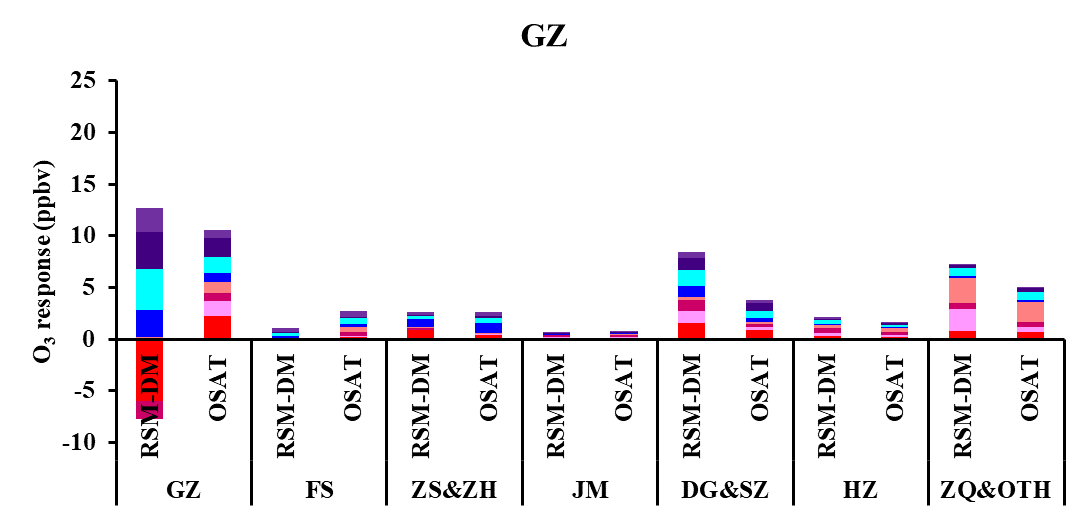 GZ
O3 response (ppbv)
25
20
15
10
5
0
-5
-10
RSM-DM
OSAT
RSM-DM
OSAT
RSM-DM
OSAT
RSM-DM
OSAT
RSM-DM
OSAT
RSM-DM
OSAT
RSM-DM
OSAT
GZ
FS
ZS&ZH
JM
DG&SZ
HZ
ZQ&OTH